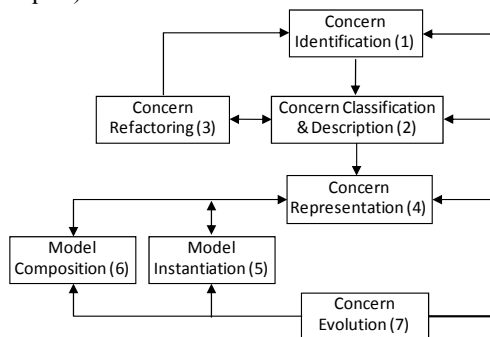 Concern
Identification (1)
Concern
Refactoring (3)
Concern Classification
& Description (2)
Concern
Representation (4)
Model
Composition (6)
Model
Instantiation (5)
Concern
Evolution (7)